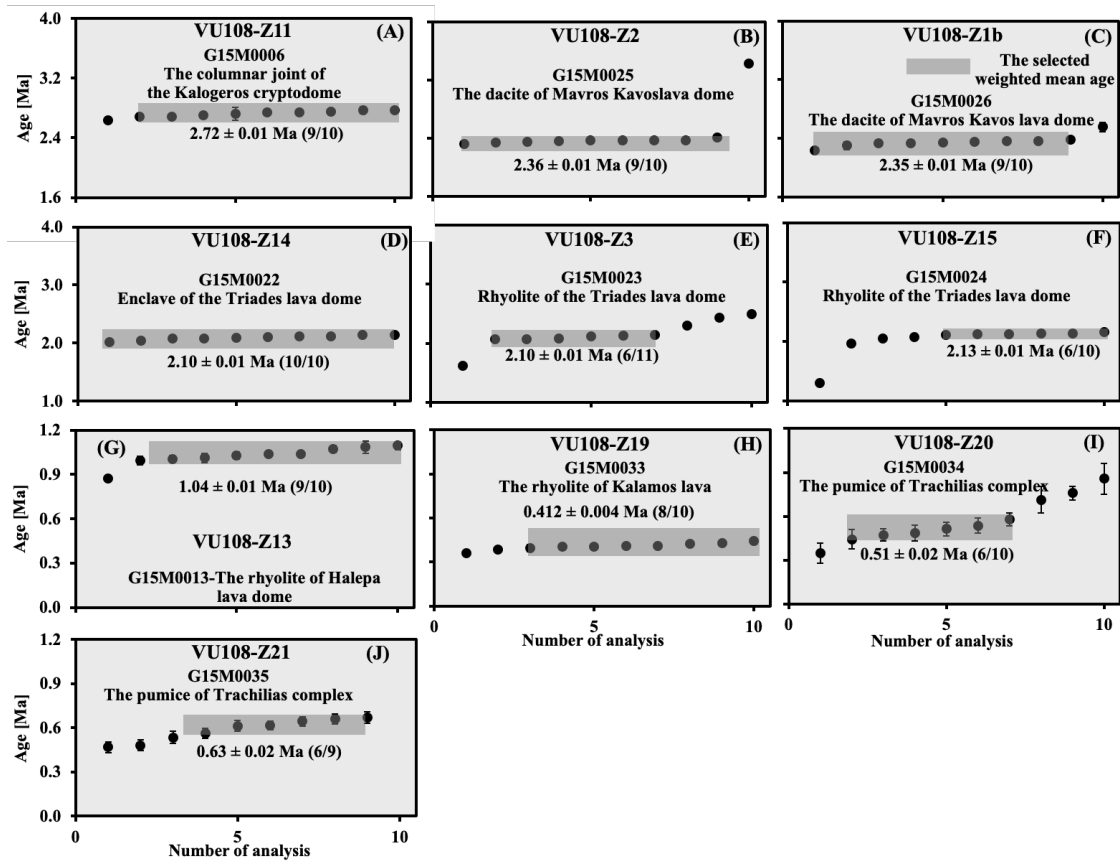 VU108-Z11 (A)
G15M0006
The columnar joint of
the Kalogeros cryptodome
2.72 ± 0.01 Ma (9/10)
Age [Ma]
4.0
3.2
2.4
1.6
VU108-Z2 (B)
G15M0025
The dacite of Mavros Kavoslava dome
2.36 ± 0.01 Ma (9/10)
VU108-Z1b (C)
The selected
weighted mean age
G15M0026
The dacite of Mavros Kavos lava dome
2.35 ± 0.01 Ma (9/10)
VU108-Z14 (D)
G15M0022
Enclave of the Triades lava dome
2.10 ± 0.01 Ma (10/10)
Age [Ma]
4.0
3.0
2.0
1.0
VU108-Z3 (E)
G15M0023
Rhyolite of the Triades lava dome
2.10 ± 0.01 Ma (6/11)
VU108-Z15 (F)
G15M0024
Rhyolite of the Triades lava dome
2.13 ± 0.01 Ma (6/10)
(G)
1.04 ± 0.01 Ma (9/10)
VU108-Z13
G15M0013-The rhyolite of Halepa
lava dome
Age [Ma]
1.2
0.9
0.6
0.3
0.0
VU108-Z19 (H)
G15M0033
The rhyolite of Kalamos lava
0.412 ± 0.004 Ma (8/10)
0 5 10
Number of analysis
VU108-Z20 (I)
G15M0034
The pumice of Trachilias complex
0.51 ± 0.02 Ma (6/10)
0 5 10
Number of analysis
VU108-Z21 (J)
G15M0035
The pumice of Trachilias complex
0.63 ± 0.02 Ma (6/9)
Age [Ma]
1.2
0.9
0.6
0.3
0.0
0 5 10
Number of analysis